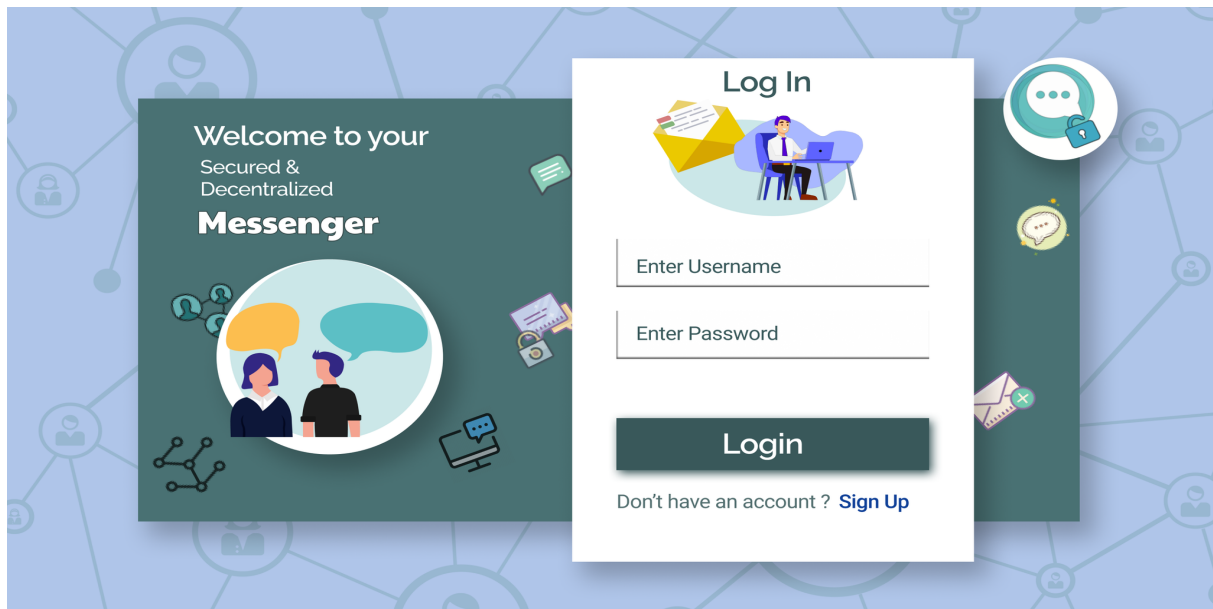 Welcome to your
Secured &
Decentralized
Messenger
Log In
Enter Username
Enter Password
Login
Don't have an account ? Sign Up